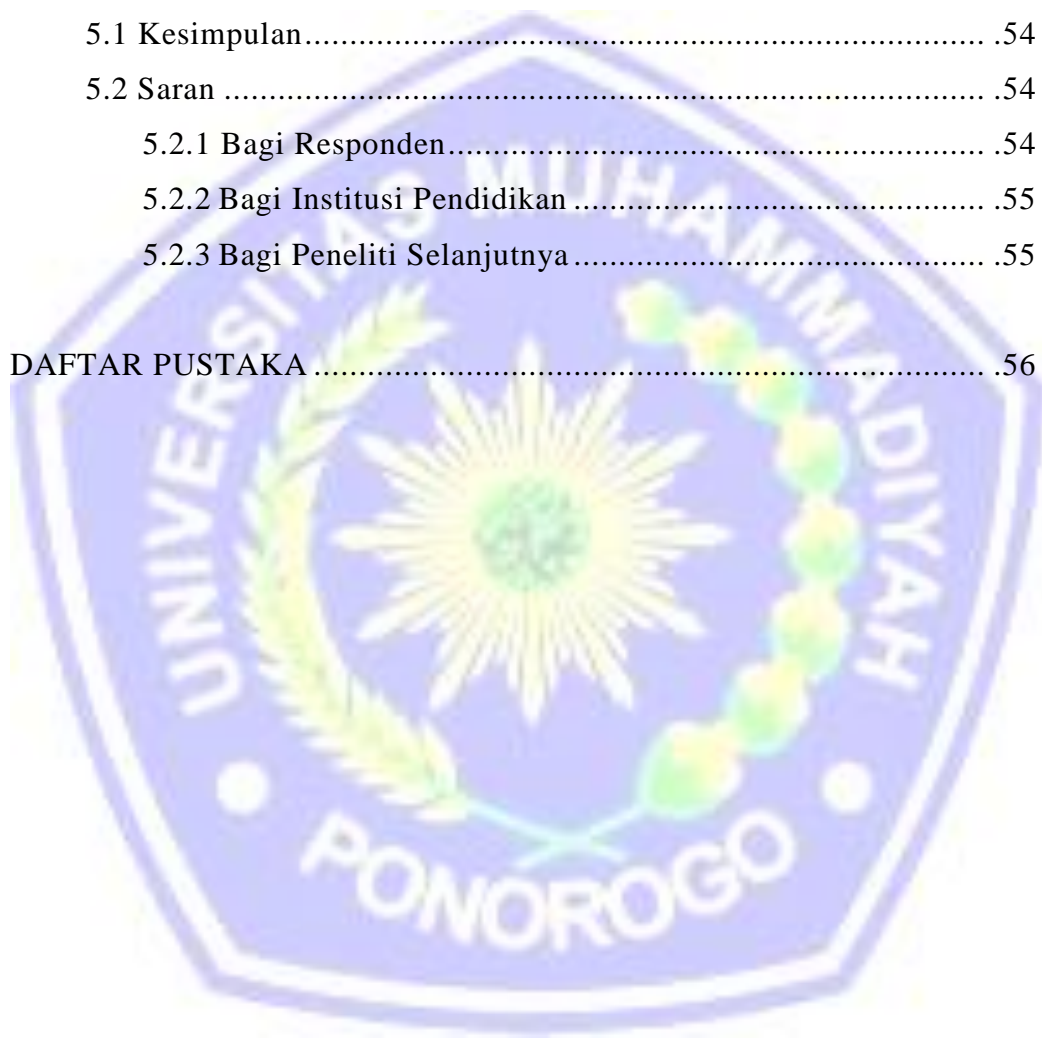 5.1 Kesimpulan.................................................................... .54
5.2 Saran ............................................................................ .54
5.2.1 Bagi Responden..................................................... .54
5.2.2 Bagi Institusi Pendidikan ........................................ .55
5.2.3 Bagi Peneliti Selanjutnya ........................................ .55
DAFTAR PUSTAKA ................................................................. .56
UNIVERSITAS MUHAMMADIYAH
PONOROGO